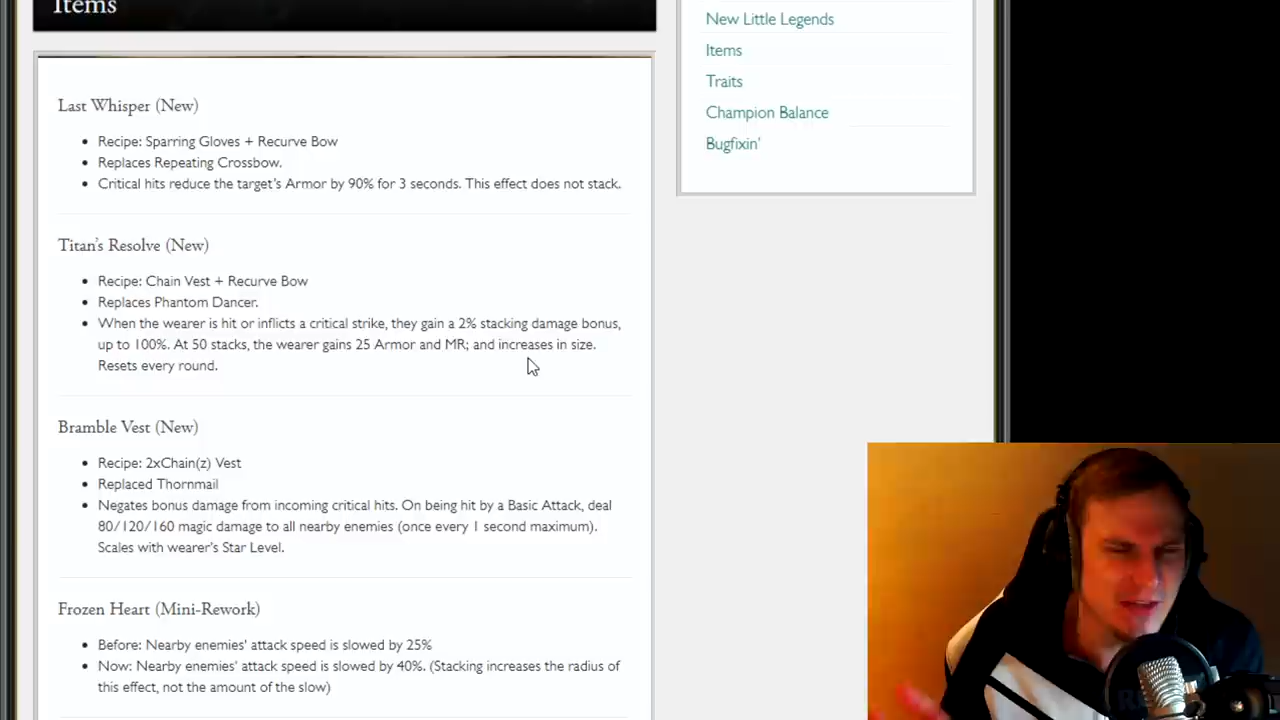 Items
New Little Legends
Items
Traits
Champion Balance
Bugfixin'
Last Whisper (New)
Recipe: Sparring Gloves + Recurve Bow
Replaces Repeating Crossbow.
Critical hits reduce the target's Armor by 90% for 3 seconds. This effect does not stack.
Titan's Resolve (New)
Recipe: Chain Vest + Recurve Bow
Replaces Phantom Dancer.
When the wearer is hit or inflicts a critical strike, they gain a 2% stacking damage bonus,
up to 100%. At 50 stacks, the wearer gains 25 Armor and MR; and increases in size.
Resets every round.
Bramble Vest (New)
Recipe: 2xChain(z) Vest
Replaced Thornmail
Negates bonus damage from incoming critical hits. On being hit by a Basic Attack, deal
80/120/160 magic damage to all nearby enemies (once every 1 second maximum).
Scales with wearer's Star Level.
Frozen Heart (Mini-Rework)
Before: Nearby enemies' attack speed is slowed by 25%
Now: Nearby enemies' attack speed is slowed by 40%. (Stacking increases the radius of
this effect, not the amount of the slow)